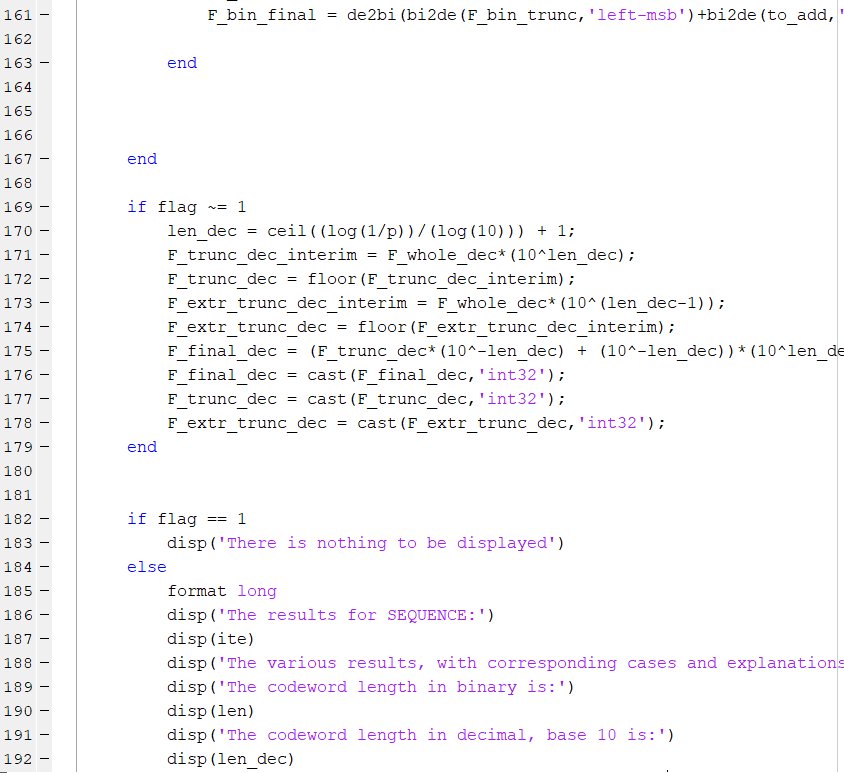 161 – F_bin_final = de2bi(bi2de(F_bin_trunc,'left-msb')+bi2de(to_add,'
162
163 – end
164
165
166
167 – end
168
169 – if flag ~= 1
170 – len_dec = ceil((log(1/p))/(log(10))) + 1;
171 – F_trunc_dec_interim = F_whole_dec*(10^len_dec);
172 – F_trunc_dec = floor(F_trunc_dec_interim);
173 – F_extr_trunc_dec_interim = F_whole_dec*(10^(len_dec-1));
174 – F_extr_trunc_dec = floor(F_extr_trunc_dec_interim);
175 – F_final_dec = (F_trunc_dec*(10^-len_dec) + (10^-len_dec))*(10^len_de
176 – F_final_dec = cast(F_final_dec,'int32');
177 – F_trunc_dec = cast(F_trunc_dec,'int32');
178 – F_extr_trunc_dec = cast(F_extr_trunc_dec,'int32');
179 – end
180
181
182 – if flag == 1
183 – disp('There is nothing to be displayed')
184 – else
185 – format long
186 – disp('The results for SEQUENCE:')
187 – disp(ite)
188 – disp('The various results, with corresponding cases and explanations
189 – disp('The codeword length in binary is:')
190 – disp(len)
191 – disp('The codeword length in decimal, base 10 is:')
192 – disp(len_dec)